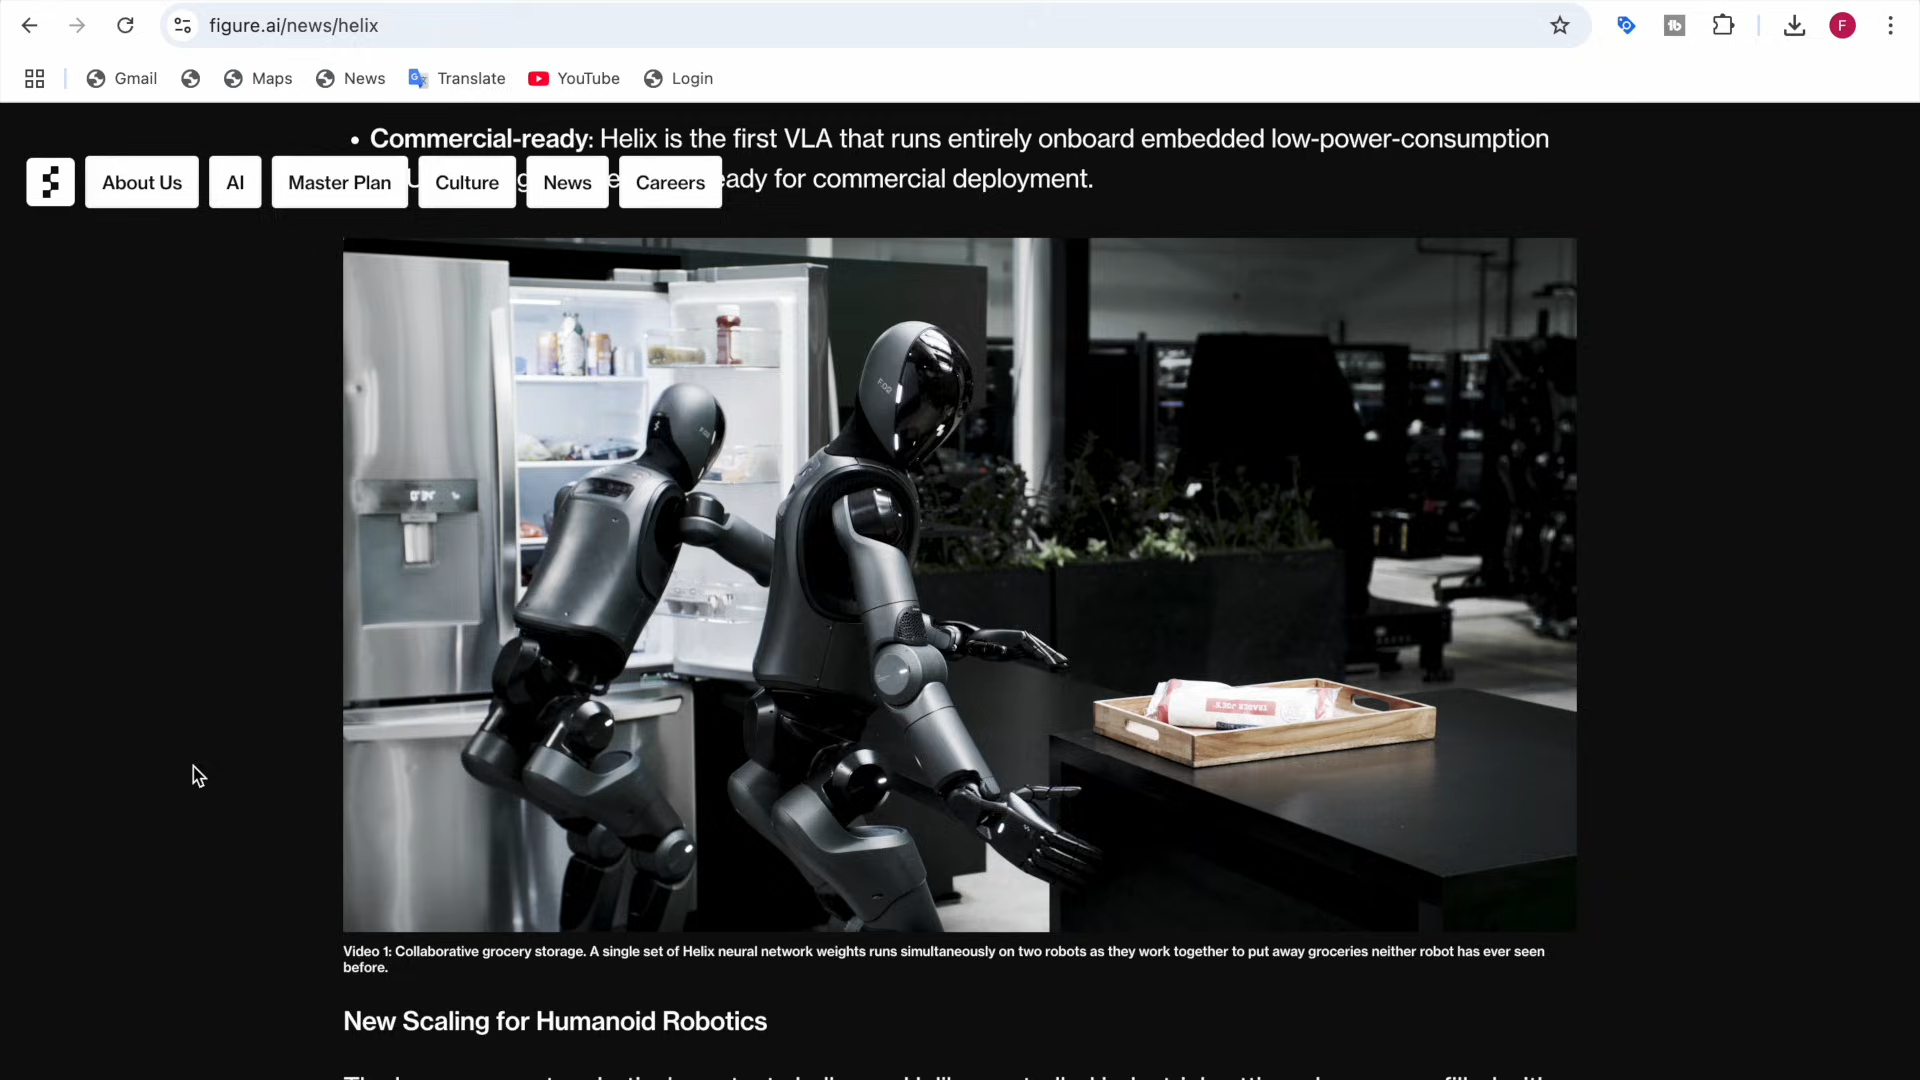 figure.ai/news/helix
F
Gmail
Maps
News
Translate
YouTube
Login
Commercial-ready: Helix is the first VLA that runs entirely onboard embedded low-power-consumption
ready for commercial deployment.
About Us
AI
Master Plan
Culture
News
Careers
F.02
Video 1: Collaborative grocery storage. A single set of Helix neural network weights runs simultaneously on two robots as they work together to put away groceries neither robot has ever seen
before.
New Scaling for Humanoid Robotics